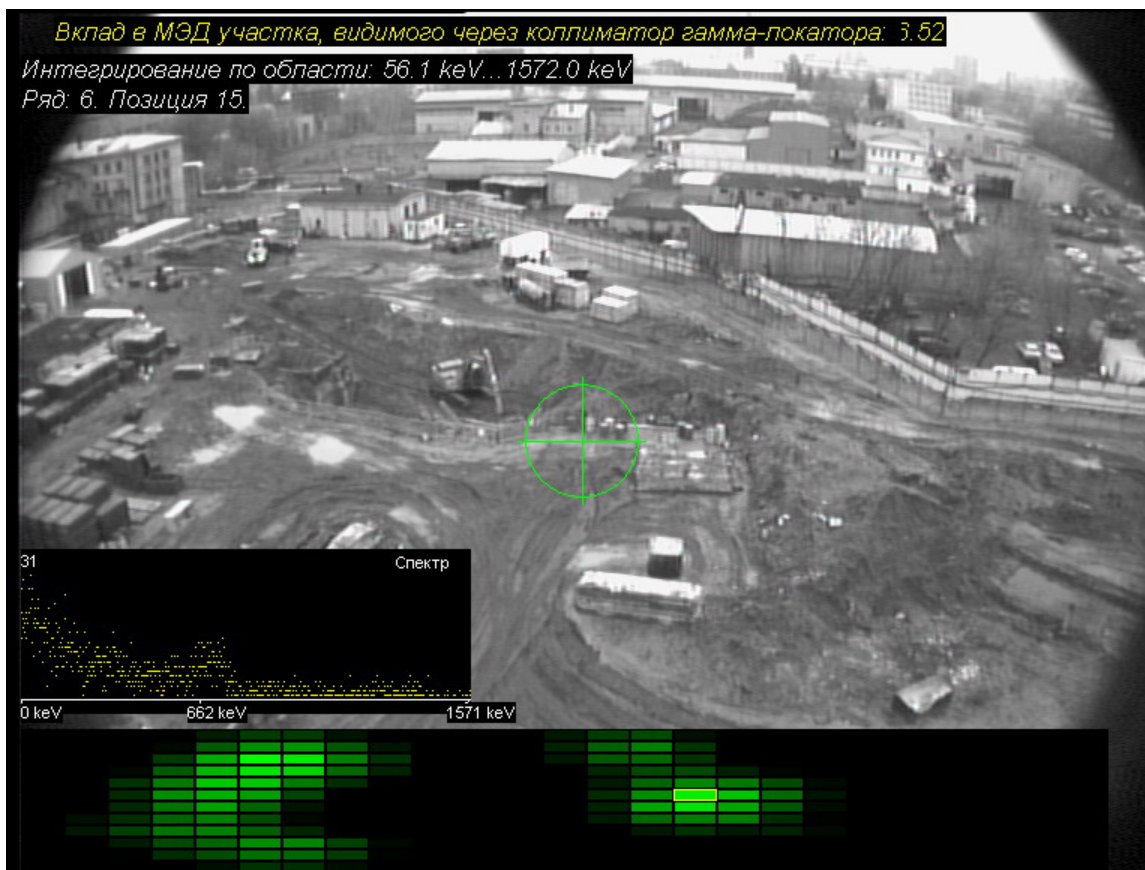 Вклад в МЭД участка, видимого через коллиматор гамма-локатора: 3.52
Интегрирование по области: 56.1 keV...1572.0 keV
Ряд: 6. Позиция 15.
31
Спектр
0 keV
662 keV
1571 keV